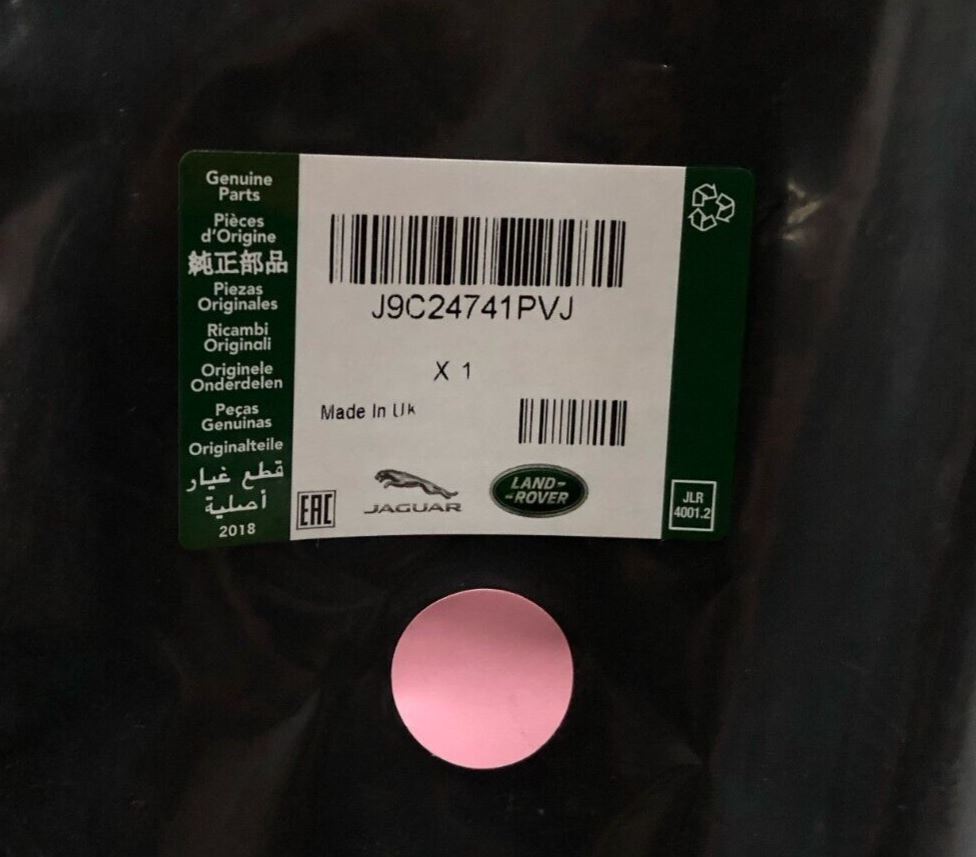 Genuine
Parts
Pièces
d'Origine
純正部品
Piezas
Originales
Ricambi
Originali
Originele
Onderdelen
Peças
Genuinas
Originalteile
قطع غيار
أصلية
2018
J9C24741PVJ
X 1
Made In Uk
EAC
JAGUAR
LAND-
-ROVER
JLR
4001.2